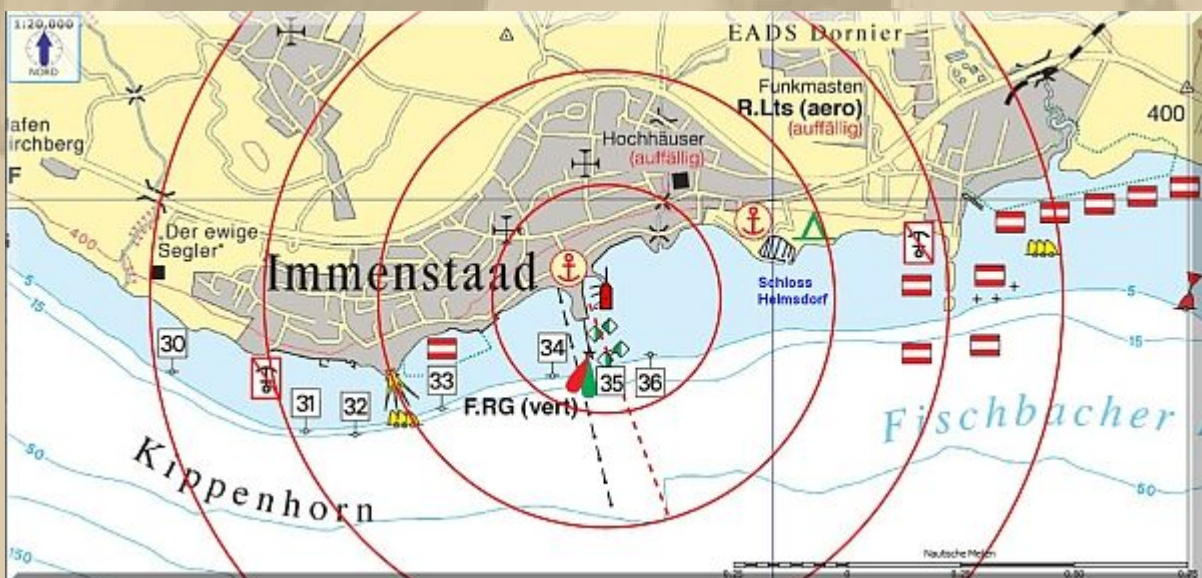 1:20.000
NORD
EADS Dornier
Funkmasten
R.Lts (aero)
(auffällig)
400
Hochhäuser
(auffällig)
F
400
„Der ewige
Segler“
Immenstaad
Schloss
Helmsdorf
5
15
5
15
30
31
32
33
34
35
36
F.RG (vert)
Fischbacher
Kippenhorn
50
50
150
Nautische Meilen
0